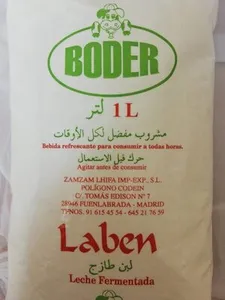 BODER
1L لتر
مشروب مفضل لكل الأوقات
Bebida refrescante para consumir a todas horas.
حرك قبل الاستعمال
Agitar antes de consumir
ZAMZAM LHIFA IMP-EXP., S.L.
POLÍGONO CODEIN
C/. TOMÁS EDISON Nº 7
28946 FUENLABRADA - MADRID
TFNOS. 91 615 45 54 - 645 21 76 59
Laben
لبن طازج
Leche Fermentada